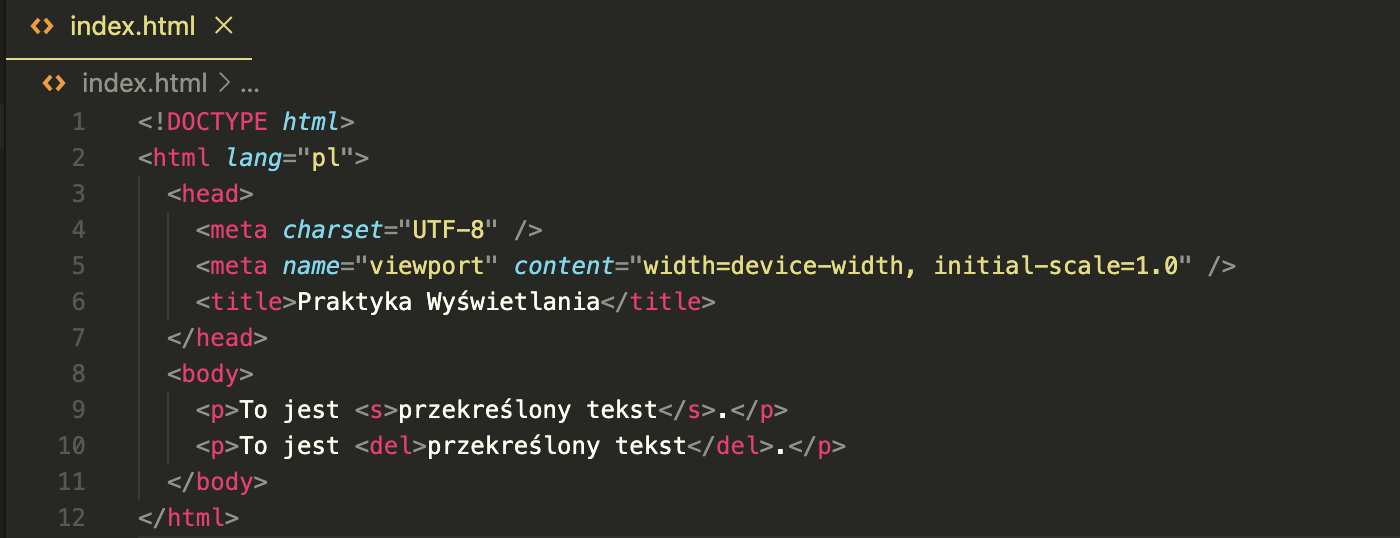 index.html
index.html > ...
1 <!DOCTYPE html>
2 <html lang="pl">
3 <head>
4 <meta charset="UTF-8" />
5 <meta name="viewport" content="width=device-width, initial-scale=1.0" />
6 <title>Praktyka Wyświetlania</title>
7 </head>
8 <body>
9 <p>To jest <s>przekreślony tekst</s>.</p>
10 <p>To jest <del>przekreślony tekst</del>.</p>
11 </body>
12 </html>